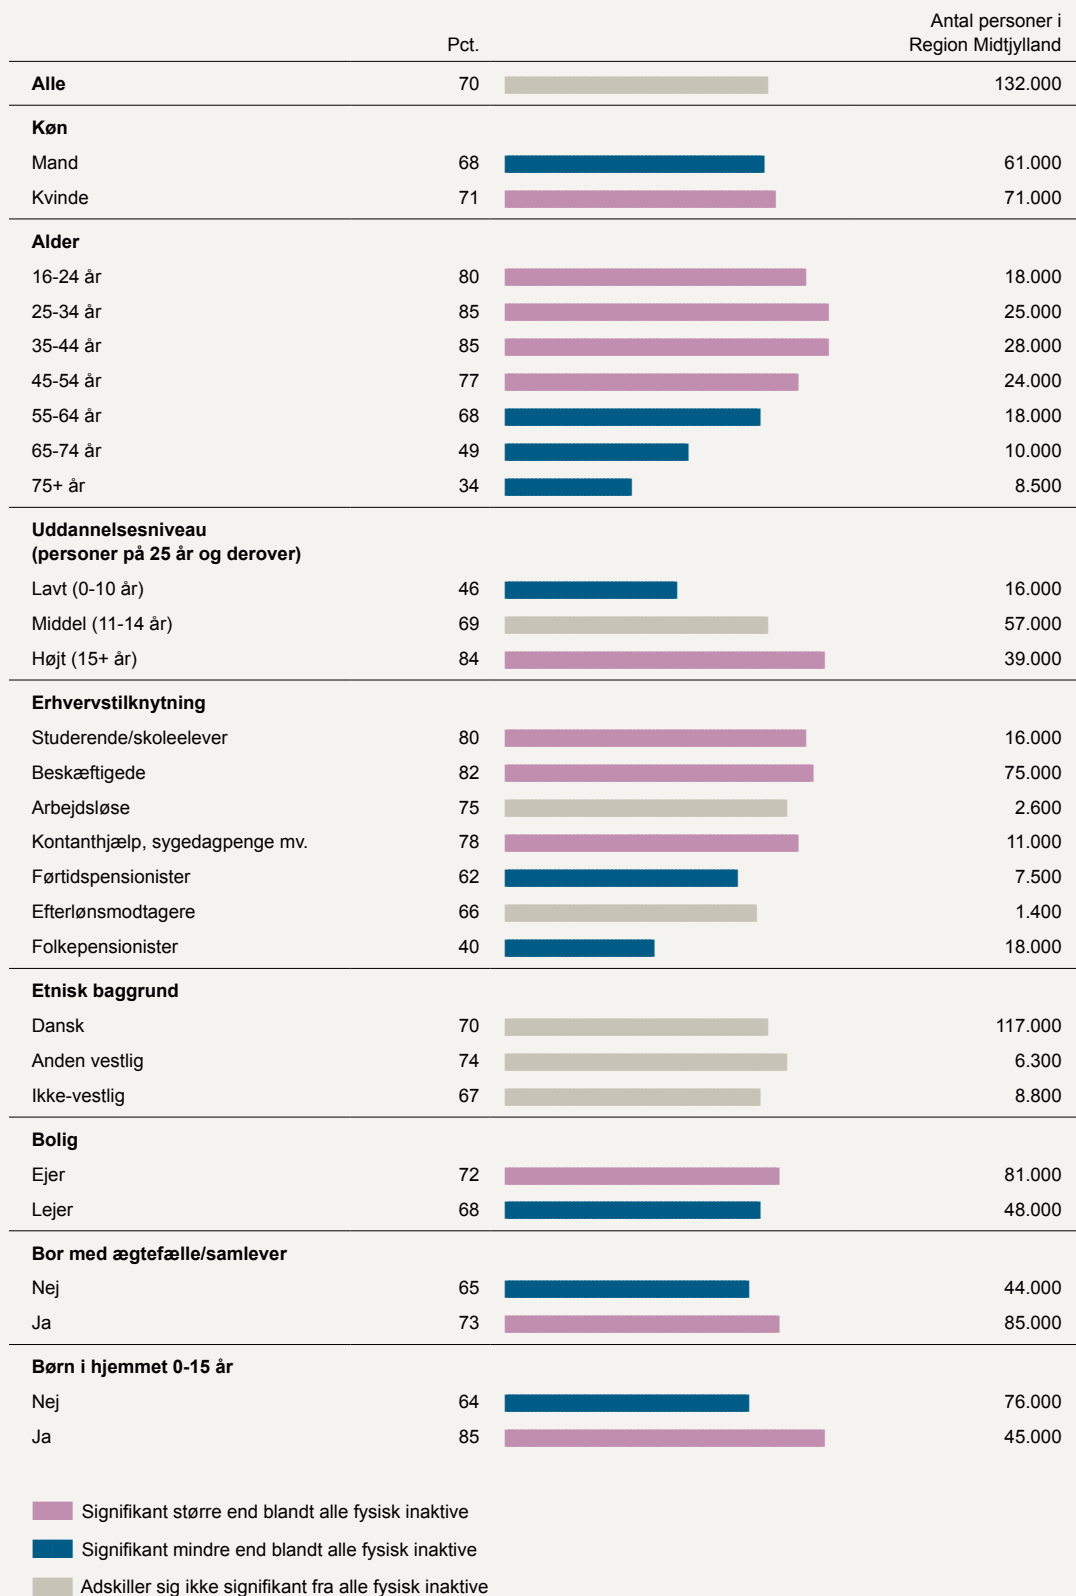 Antal personer i
Pct. Region Midtjylland
Alle 70 132.000
Køn
Mand 68 61.000
Kvinde 71 71.000
Alder
16-24 år 80 18.000
25-34 år 85 25.000
35-44 år 85 28.000
45-54 år 77 24.000
55-64 år 68 18.000
65-74 år 49 10.000
75+ år 34 8.500
Uddannelsesniveau
(personer på 25 år og derover)
Lavt (0-10 år) 46 16.000
Middel (11-14 år) 69 57.000
Højt (15+ år) 84 39.000
Erhvervstilknytning
Studerende/skoleelever 80 16.000
Beskæftigede 82 75.000
Arbejdsløse 75 2.600
Kontanthjælp, sygedagpenge mv. 78 11.000
Førtidspensionister 62 7.500
Efterlønsmodtagere 66 1.400
Folkepensionister 40 18.000
Etnisk baggrund
Dansk 70 117.000
Anden vestlig 74 6.300
Ikke-vestlig 67 8.800
Bolig
Ejer 72 81.000
Lejer 68 48.000
Bor med ægtefælle/samlever
Nej 65 44.000
Ja 73 85.000
Børn i hjemmet 0-15 år
Nej 64 76.000
Ja 85 45.000
Signifikant større end blandt alle fysisk inaktive
Signifikant mindre end blandt alle fysisk inaktive
Adskiller sig ikke signifikant fra alle fysisk inaktive